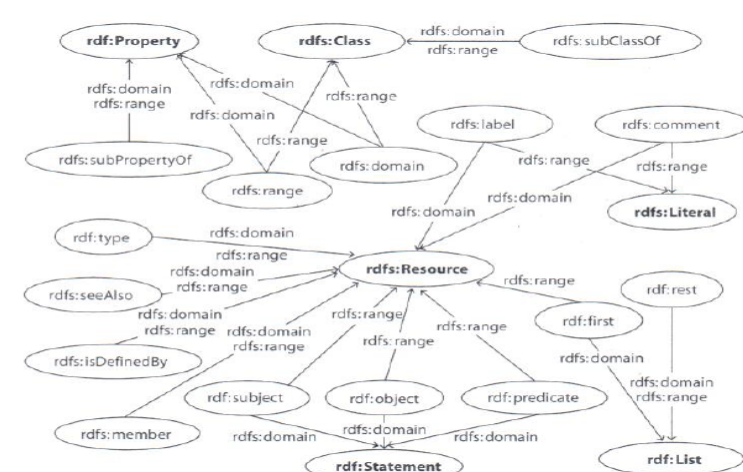 rdfs:domain
rdf:Property rdfs:Class rdfs:subClassOf
rdfs:range
rdfs:domain
rdfs:domain
rdfs:range
rdfs:range
rdfs:domain
rdfs:label rdfs:comment
rdfs:range
rdfs:subPropertyOf
rdfs:domain
rdfs:range
rdfs:range
rdfs:range
rdfs:domain
rdfs:domain
rdfs:Literal
rdf:type
rdfs:domain
rdfs:range
rdfs:Resource
rdfs:domain
rdfs:seeAlso
rdfs:range
rdfs:range
rdf:rest
rdfs:domain
rdfs:range
rdfs:isDefinedBy
rdfs:domain
rdfs:range
rdfs:range
rdfs:range
rdfs:range
rdf:first
rdfs:domain
rdf:subject rdf:object rdf:predicate
rdfs:domain
rdfs:range
rdfs:member
rdfs:domain
rdfs:domain
rdfs:domain
rdf:Statement
rdf:List